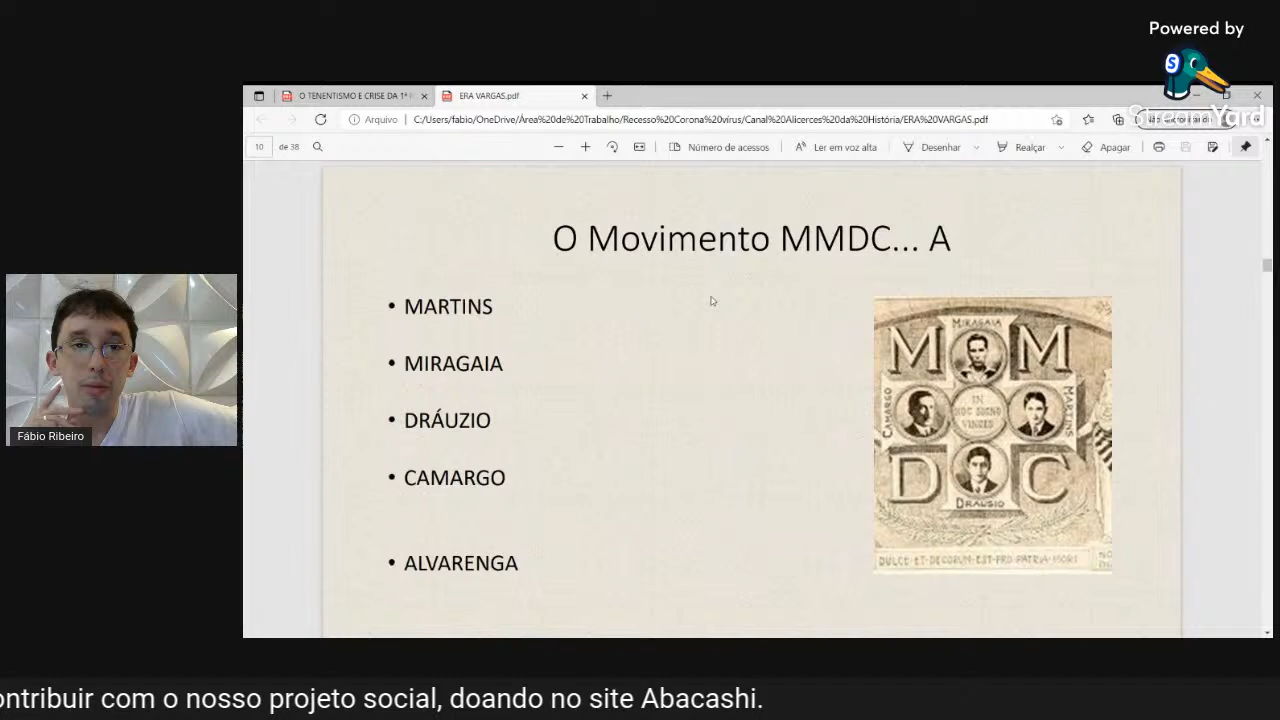 Powered by
StreamYard
O TENENTISMO E CRISE DA 1ª
ERA VARGAS.pdf
Arquivo
C:/Users/fabio/OneDrive/Área%20de%20Trabalho/Recesso%20Corona%20vírus/Canal%20Alicerces%20da%20História/ERA%20VARGAS.pdf
10 de 38
Número de acessos
Ler em voz alta
Desenhar
Realçar
Apagar
O Movimento MMDC... A
• MARTINS
• MIRAGAIA
• DRÁUZIO
• CAMARGO
• ALVARENGA
MIRAGAIA
M M
CAMARGO
IN
HOC SIGNO
VINCES
MARTINS
D C
DRAUSIO
DULCE·ET·DECORUM·EST·PRO·PATRIA·MORI
Fábio Ribeiro
ontribuir com o nosso projeto social, doando no site Abacashi.